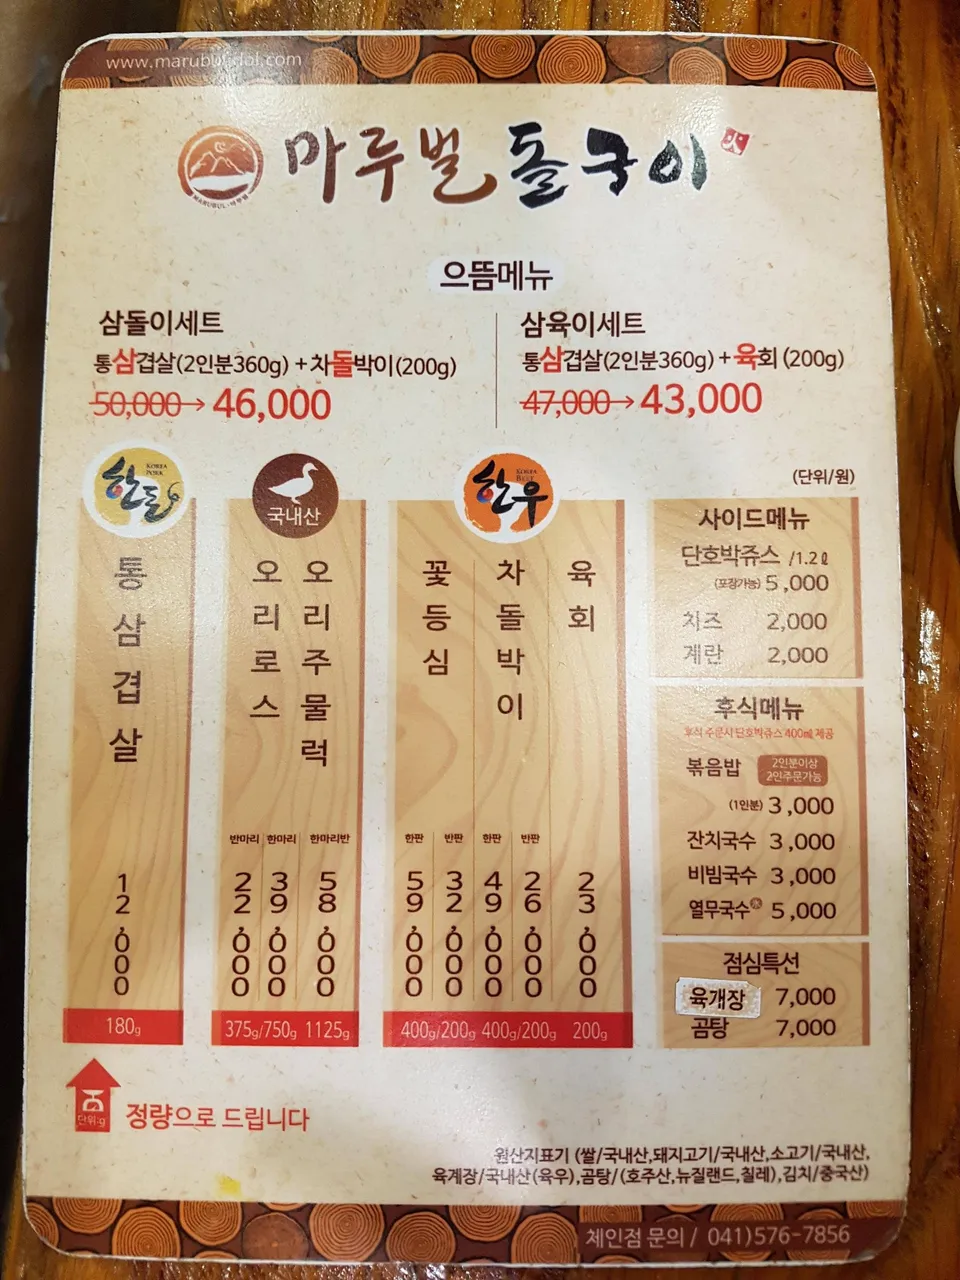 www.marubuldol.com
마루벌돌구이
MARUBUL·마루벌
으뜸메뉴
삼돌이세트
통삼겹살(2인분360g)+차돌박이(200g)
50,000→46,000
삼육이세트
통삼겹살(2인분360g)+육회(200g)
47,000→43,000
(단위/원)
한돈
KOREA PORK
통삼겹살
12,000
180g
국내산
오리로스
오리주물럭
반마리 한마리 한마리반
22,000 39,000 58,000
375g/750g 1125g
한우
KOREA BEEF
꽃등심
차돌박이
육회
한판 반판 한판 반판
59,000 32,000 49,000 26,000 23,000
400g/200g 400g/200g 200g
사이드메뉴
단호박쥬스 /1.2ℓ
(포장가능) 5,000
치즈 2,000
계란 2,000
후식메뉴
후식 주문시 단호박쥬스 400㎖ 제공
볶음밥 2인분이상
2인주문가능
(1인분) 3,000
잔치국수 3,000
비빔국수 3,000
열무국수 5,000
점심특선
육개장 7,000
곰탕 7,000
단위:g
정량으로 드립니다
원산지표기 (쌀/국내산,돼지고기/국내산,소고기/국내산,
육계장/국내산(육우),곰탕/(호주산,뉴질랜드,칠레),김치/중국산)
체인점 문의 / 041)576-7856